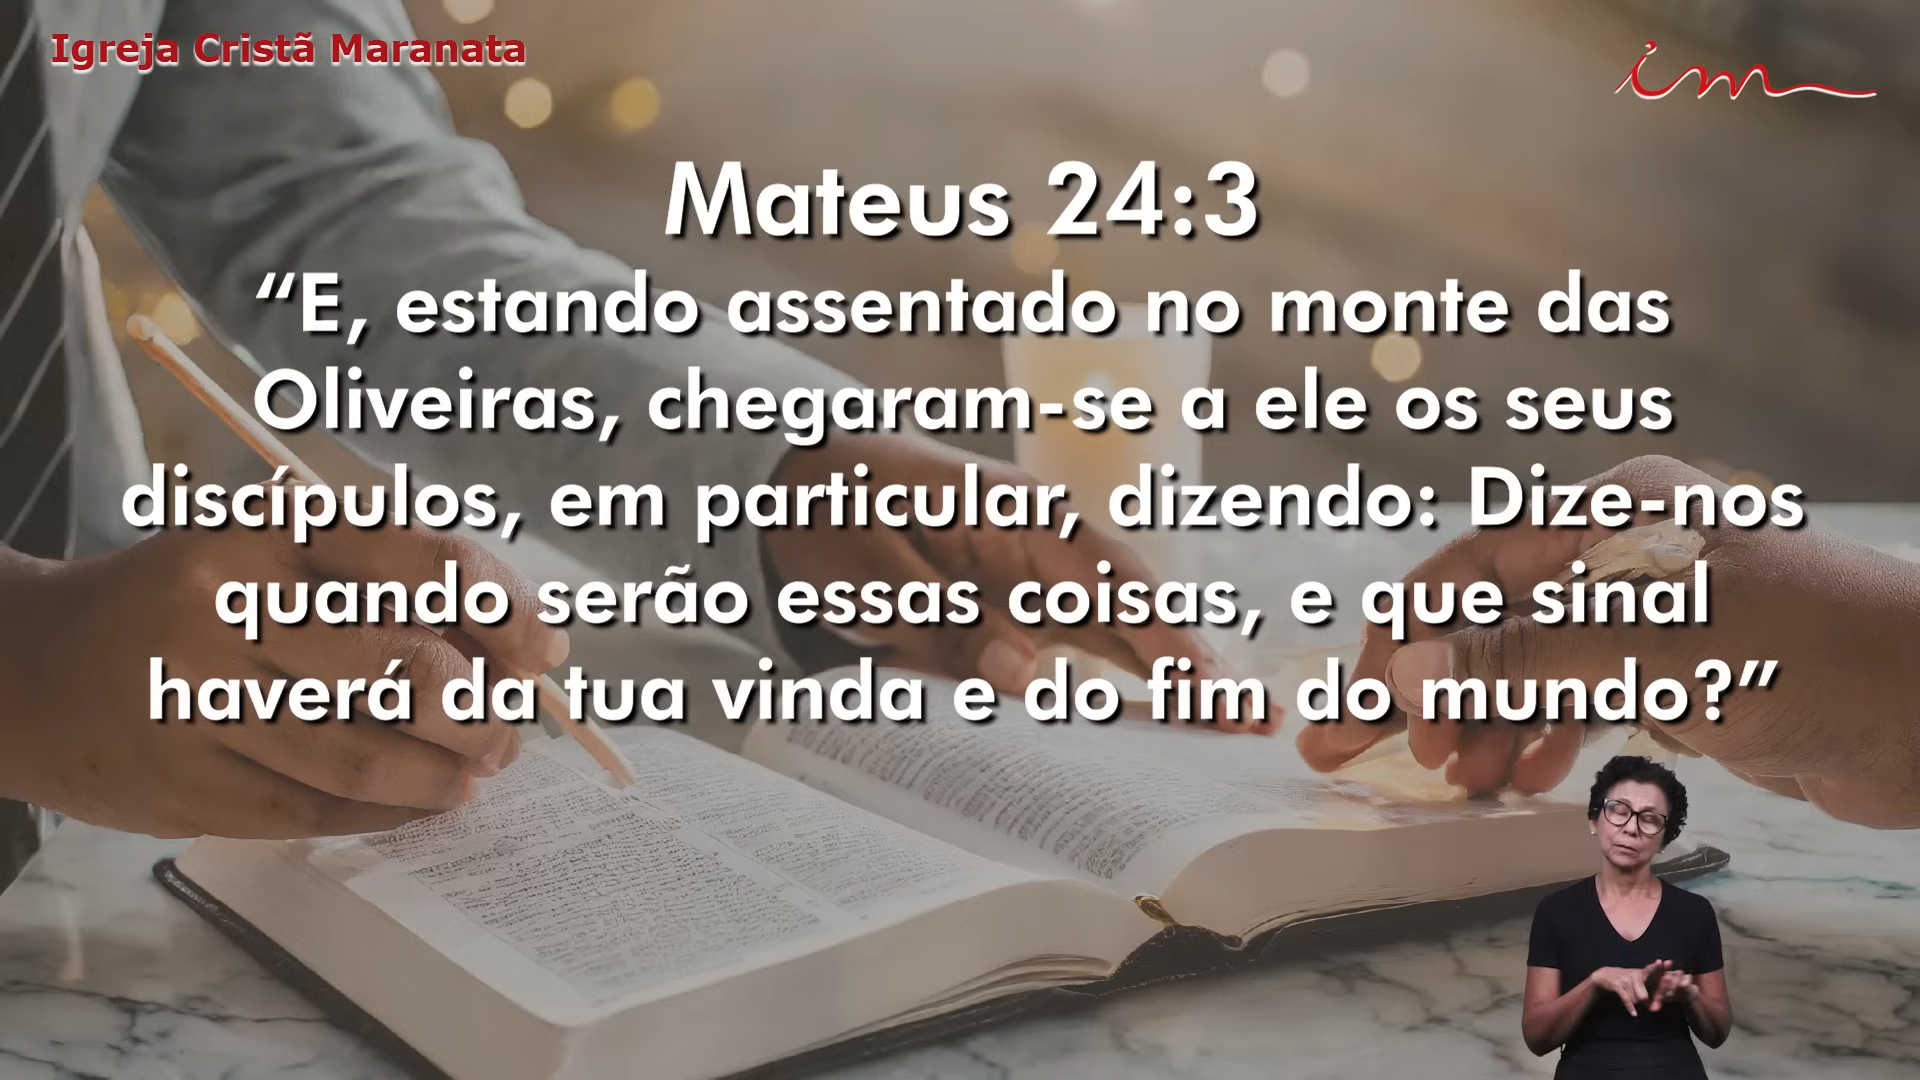 Igreja Cristã Maranata
im
Mateus 24:3
“E, estando assentado no monte das
Oliveiras, chegaram-se a ele os seus
discípulos, em particular, dizendo: Dize-nos
quando serão essas coisas, e que sinal
haverá da tua vinda e do fim do mundo?”